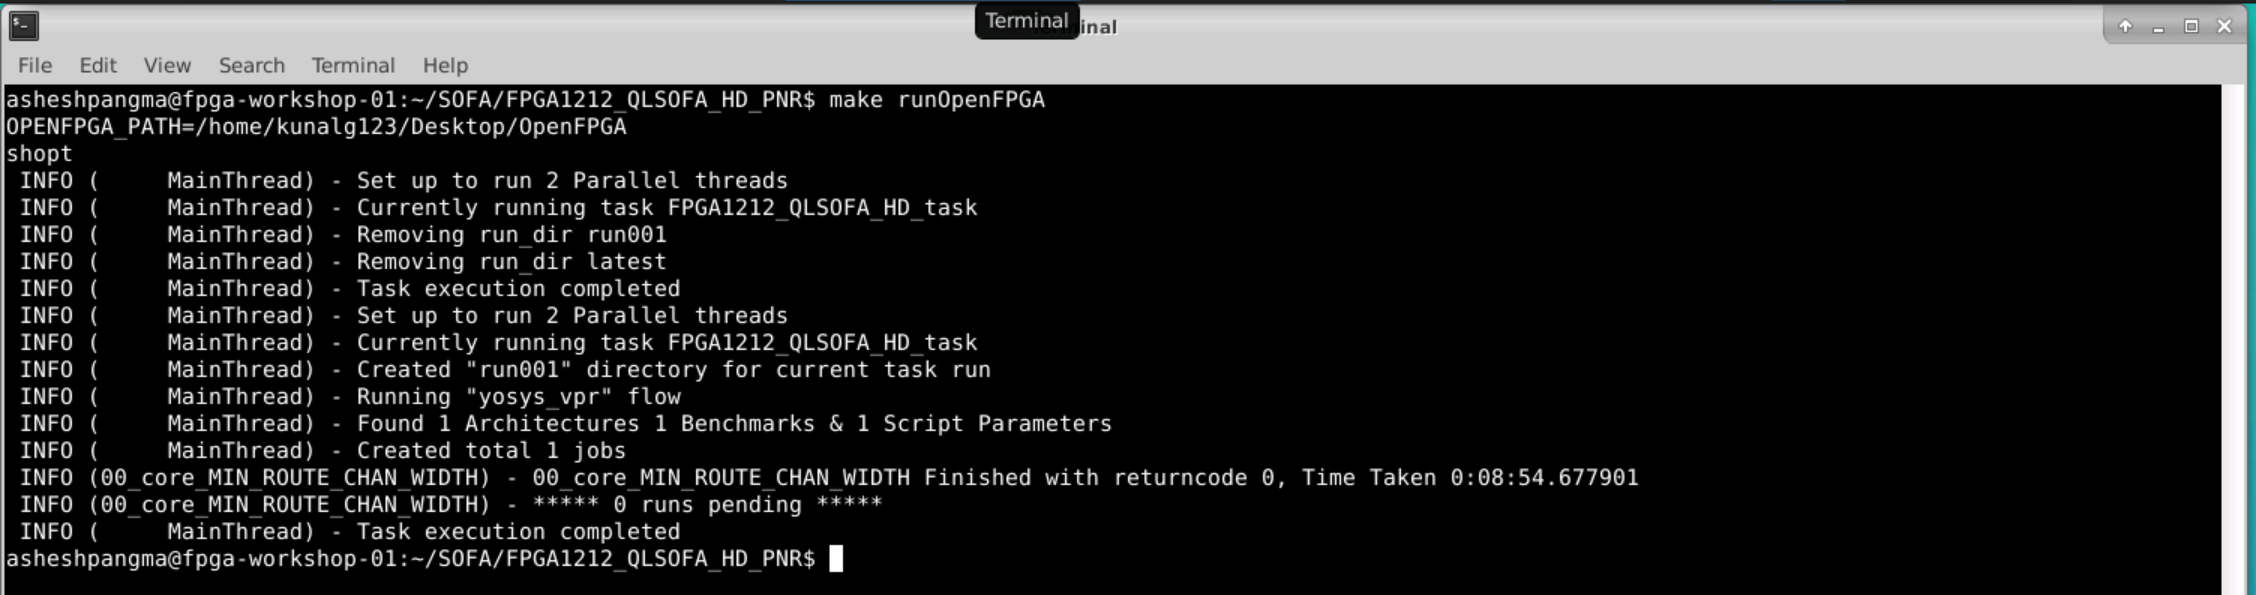 Terminal
inal
File Edit View Search Terminal Help
asheshpangma@fpga-workshop-01:~/SOFA/FPGA1212_QLSOFA_HD_PNR$ make runOpenFPGA
OPENFPGA_PATH=/home/kunalg123/Desktop/OpenFPGA
shopt
INFO (     MainThread) - Set up to run 2 Parallel threads
INFO (     MainThread) - Currently running task FPGA1212_QLSOFA_HD_task
INFO (     MainThread) - Removing run_dir run001
INFO (     MainThread) - Removing run_dir latest
INFO (     MainThread) - Task execution completed
INFO (     MainThread) - Set up to run 2 Parallel threads
INFO (     MainThread) - Currently running task FPGA1212_QLSOFA_HD_task
INFO (     MainThread) - Created "run001" directory for current task run
INFO (     MainThread) - Running "yosys_vpr" flow
INFO (     MainThread) - Found 1 Architectures 1 Benchmarks & 1 Script Parameters
INFO (     MainThread) - Created total 1 jobs
INFO (00_core_MIN_ROUTE_CHAN_WIDTH) - 00_core_MIN_ROUTE_CHAN_WIDTH Finished with returncode 0, Time Taken 0:08:54.677901
INFO (00_core_MIN_ROUTE_CHAN_WIDTH) - ***** 0 runs pending *****
INFO (     MainThread) - Task execution completed
asheshpangma@fpga-workshop-01:~/SOFA/FPGA1212_QLSOFA_HD_PNR$